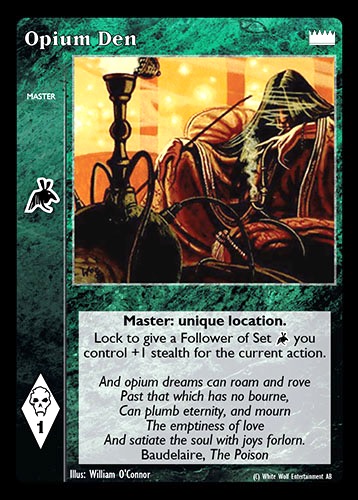 Opium Den
MASTER
Master: unique location.
Lock to give a Follower of Set you
control +1 stealth for the current action.
And opium dreams can roam and rove
Past that which has no bourne,
Can plumb eternity, and mourn
The emptiness of love
And satiate the soul with joys forlorn.
Baudelaire, The Poison
1
Illus: William O'Connor
(C) White Wolf Entertainment AB